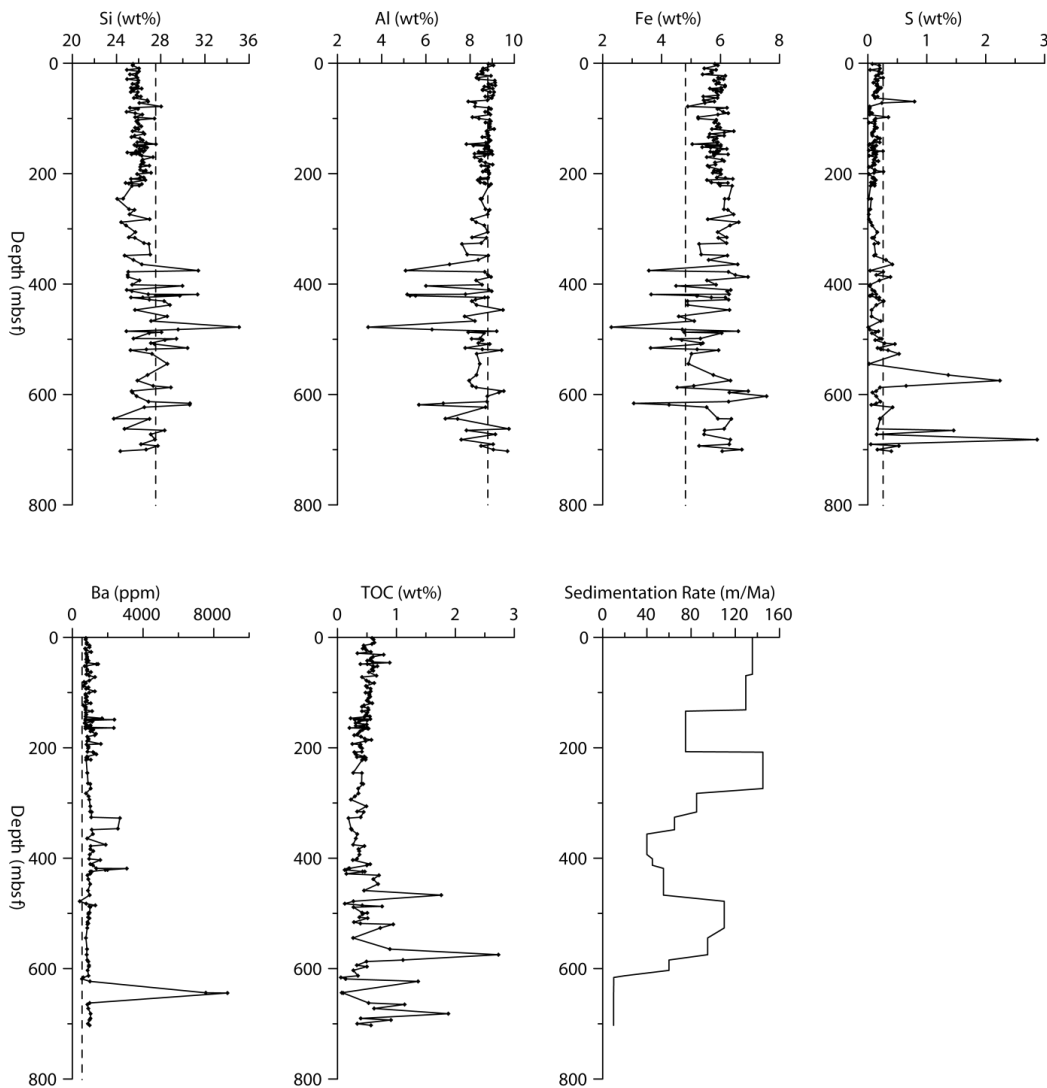 Si (wt%) Al (wt%) Fe (wt%) S (wt%)
20 24 28 32 36 2 4 6 8 10 2 4 6 8 0 1 2 3
0 0 0 0
200 200 200 200
Depth (mbsf)
400 400 400 400
600 600 600 600
800 800 800 800
Ba (ppm) TOC (wt%) Sedimentation Rate (m/Ma)
0 4000 8000 0 1 2 3 0 40 80 120 160
0 0 0
200 200 200
Depth (mbsf)
400 400 400
600 600 600
800 800 800